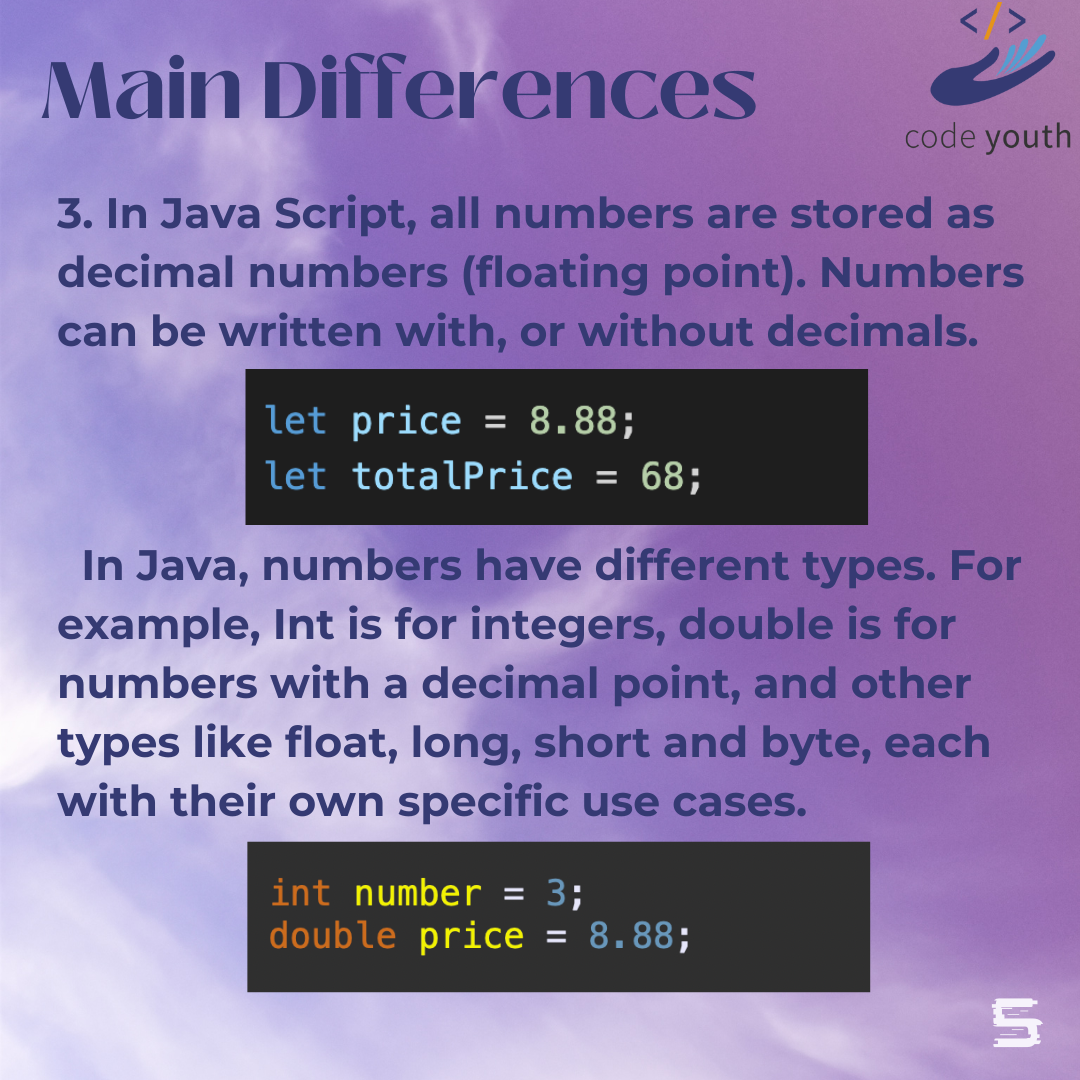 </>
Main Differences
code youth
3. In Java Script, all numbers are stored as
decimal numbers (floating point). Numbers
can be written with, or without decimals.
let price = 8.88;
let totalPrice = 68;
In Java, numbers have different types. For
example, Int is for integers, double is for
numbers with a decimal point, and other
types like float, long, short and byte, each
with their own specific use cases.
int number = 3;
double price = 8.88;
5